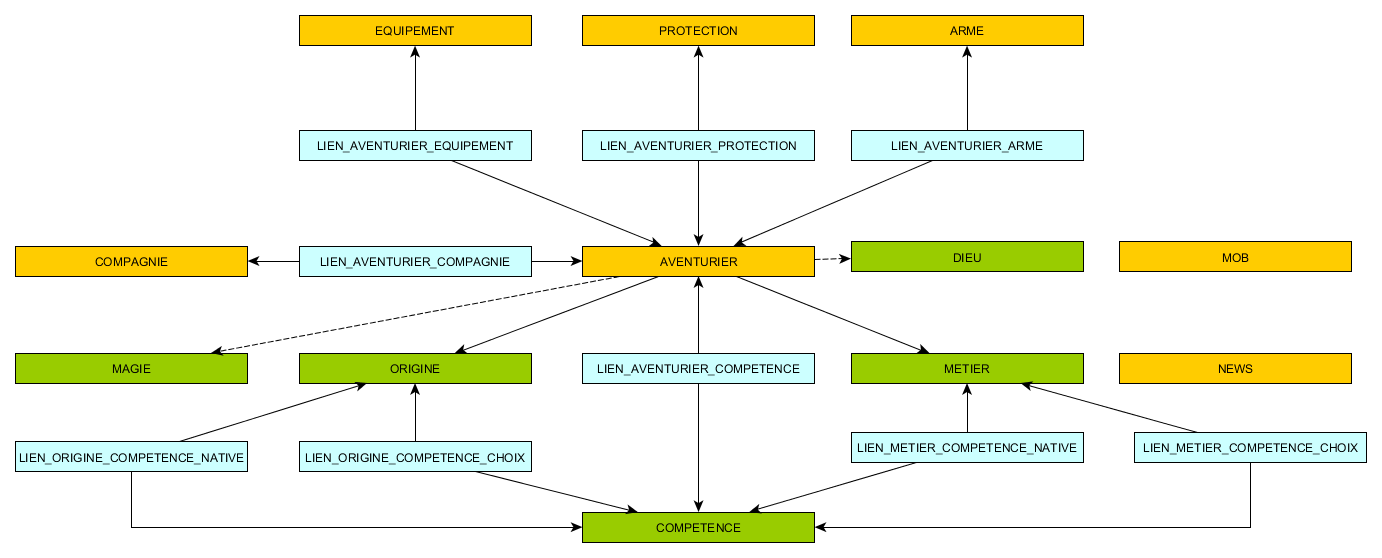 EQUIPEMENT
PROTECTION
ARME
LIEN_AVENTURIER_EQUIPEMENT
LIEN_AVENTURIER_PROTECTION
LIEN_AVENTURIER_ARME
COMPAGNIE
LIEN_AVENTURIER_COMPAGNIE
AVENTURIER
DIEU
MOB
MAGIE
ORIGINE
LIEN_AVENTURIER_COMPETENCE
METIER
NEWS
LIEN_ORIGINE_COMPETENCE_NATIVE
LIEN_ORIGINE_COMPETENCE_CHOIX
LIEN_METIER_COMPETENCE_NATIVE
LIEN_METIER_COMPETENCE_CHOIX
COMPETENCE